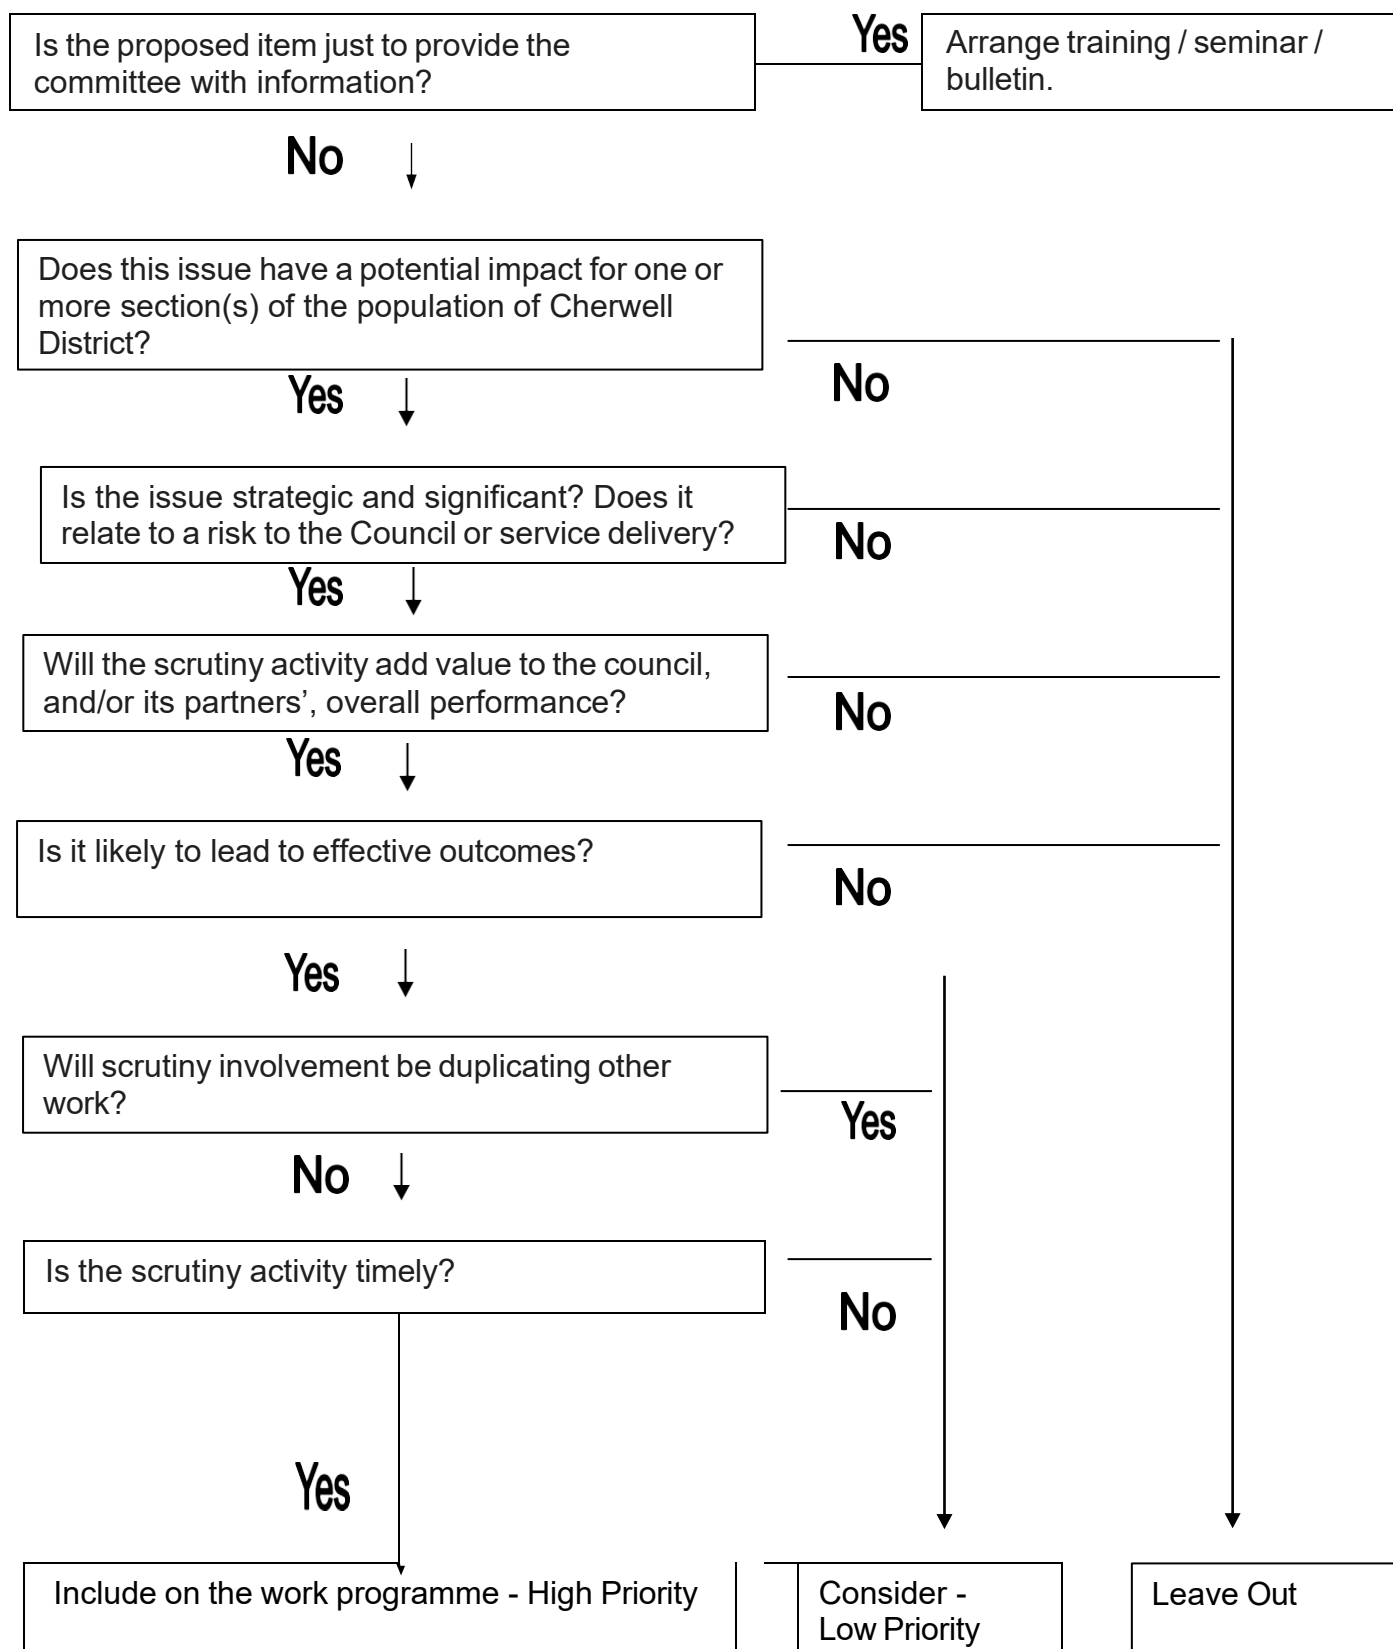 Is the proposed item just to provide the
committee with information?
Yes
Arrange training / seminar /
bulletin.
No
Does this issue have a potential impact for one or
more section(s) of the population of Cherwell
District?
No
Yes
Is the issue strategic and significant? Does it
relate to a risk to the Council or service delivery?
No
Yes
Will the scrutiny activity add value to the council,
and/or its partners’, overall performance?
No
Yes
Is it likely to lead to effective outcomes?
No
Yes
Will scrutiny involvement be duplicating other
work?
Yes
No
Is the scrutiny activity timely?
No
Yes
Include on the work programme - High Priority
Consider -
Low Priority
Leave Out